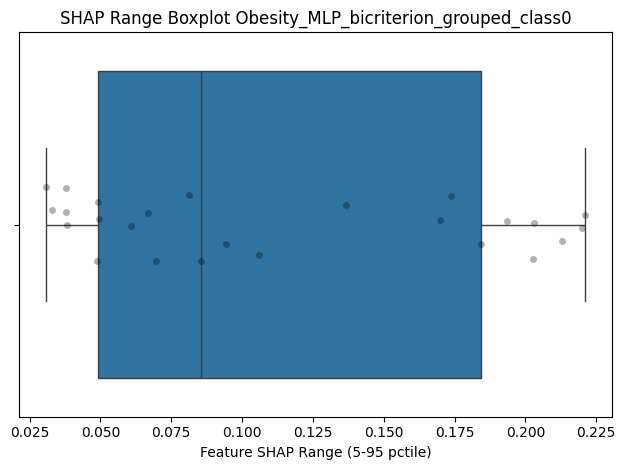 SHAP Range Boxplot Obesity_MLP_bicriterion_grouped_class0
0.025 0.050 0.075 0.100 0.125 0.150 0.175 0.200 0.225
Feature SHAP Range (5-95 pctile)